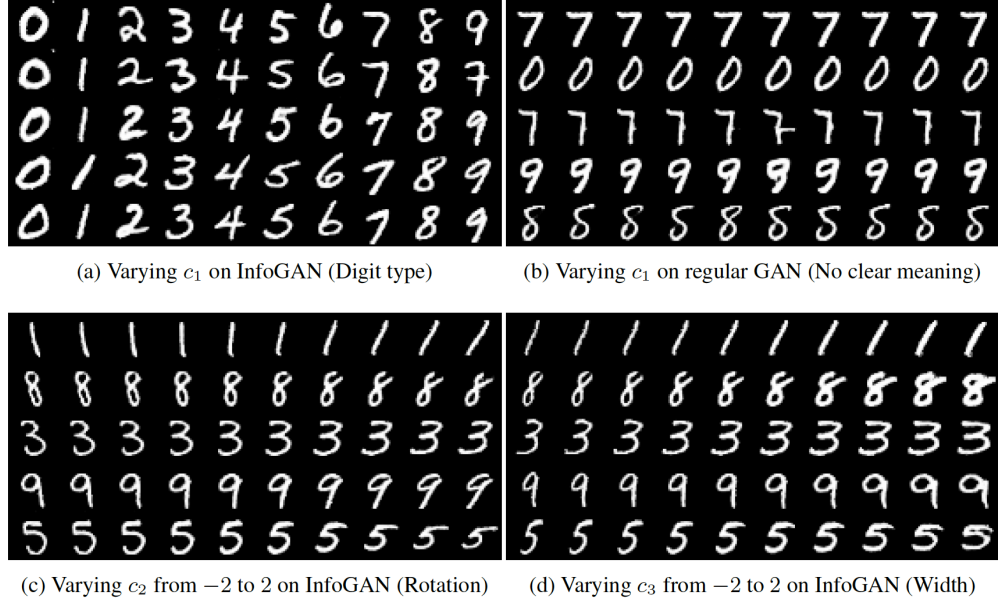 0 1 2 3 4 5 6 7 8 9
0 1 2 3 4 5 6 7 8 7
0 1 2 3 4 5 6 7 8 9
0 1 2 3 4 5 6 7 8 9
0 1 2 3 4 5 6 7 8 9
(a) Varying c₁ on InfoGAN (Digit type)
7 7 7 7 7 7 7 7 7 7
0 0 0 0 0 0 0 0 0 0
7 7 7 7 7 7 7 7 7
9 9 9 9 9 9 9 9 9 9
8 8 8 8 8 8 8 8 8 8
(b) Varying c₁ on regular GAN (No clear meaning)
1 1 1 1 1 1 1 1 1 1
8 8 8 8 8 8 8 8 8 8
3 3 3 3 3 3 3 3 3 3
9 9 9 9 9 9 9 9 9 9
5 5 5 5 5 5 5 5 5 5
(c) Varying c₂ from −2 to 2 on InfoGAN (Rotation)
1 1 1 1 1 1 1 1 1 1
8 8 8 8 8 8 8 8 8 8
3 3 3 3 3 3 3 3 3 3
9 9 9 9 9 9 9 9 9 9
5 5 5 5 5 5 5 5 5 5
(d) Varying c₃ from −2 to 2 on InfoGAN (Width)